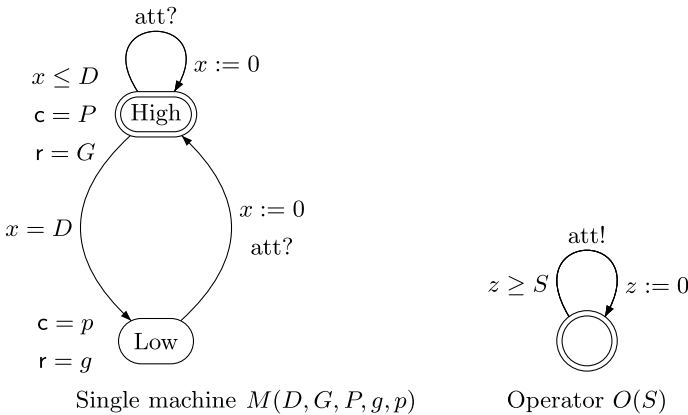 att?
x := 0
x ≤ D
c = P
High
r = G
x = D
x := 0
att?
c = p
Low
r = g
Single machine M(D, G, P, g, p)
att!
z ≥ S
z := 0
Operator O(S)